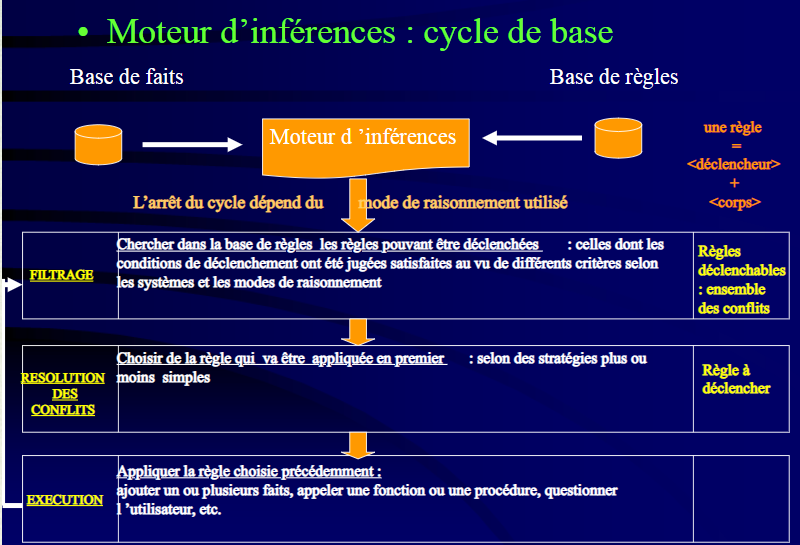 • Moteur d’inférences : cycle de base
Base de faits
Base de règles
Moteur d ’inférences
une règle
=
<déclencheur>
+
<corps>
L’arrêt du cycle dépend du mode de raisonnement utilisé
FILTRAGE
Chercher dans la base de règles les règles pouvant être déclenchées : celles dont les
conditions de déclenchement ont été jugées satisfaites au vu de différents critères selon
les systèmes et les modes de raisonnement
Règles
déclenchables
: ensemble
des conflits
RESOLUTION
DES
CONFLITS
Choisir de la règle qui va être appliquée en premier : selon des stratégies plus ou
moins simples
Règle à
déclencher
EXECUTION
Appliquer la règle choisie précédemment :
ajouter un ou plusieurs faits, appeler une fonction ou une procédure, questionner
l ’utilisateur, etc.